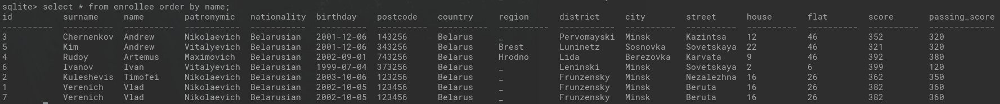 sqlite> select * from enrollee order by name;
id          surname     name        patronymic   nationality  birthday    postcode    country     region      district    city        street      house       flat        score       passing_score
----------  ----------  ----------  -----------  -----------  ----------  ----------  ----------  ----------  ----------  ----------  ----------  ----------  ----------  ----------  -------------
3           Chernenkov  Andrew      Nikolaevich  Belarusian   2001-12-06  143256      Belarus     _           Pervomayski  Minsk       Kazintsa    12          46          352         320
5           Kim         Andrew      Vitalyevich  Belarusian   2001-12-06  343256      Belarus     Brest       Luninetz    Sosnovka    Sovetskaya  22          46          321         320
4           Rudoy       Artemus     Maximovich   Belarusian   2002-09-01  743256      Belarus     Hrodno      Lida        Berezovka   Karvata     9           46          392         380
6           Ivanov      Ivan        Vitalyevich  Belarusian   1999-07-04  373256      Belarus     _           Leninski    Minsk       Sovetskaya  2           6           399         120
2           Kuleshevis  Timofei     Nikolaevich  Belarusian   2003-10-06  123256      Belarus     _           Frunzensky  Minsk       Nezalezhna  16          26          362         350
1           Verenich    Vlad        Nikolaevich  Belarusian   2002-10-05  123456      Belarus     _           Frunzensky  Minsk       Beruta      16          26          382         360
7           Verenich    Vlad        Nikolaevich  Belarusian   2002-10-05  123456      Belarus     _           Frunzensky  Minsk       Beruta      16          26          382         360